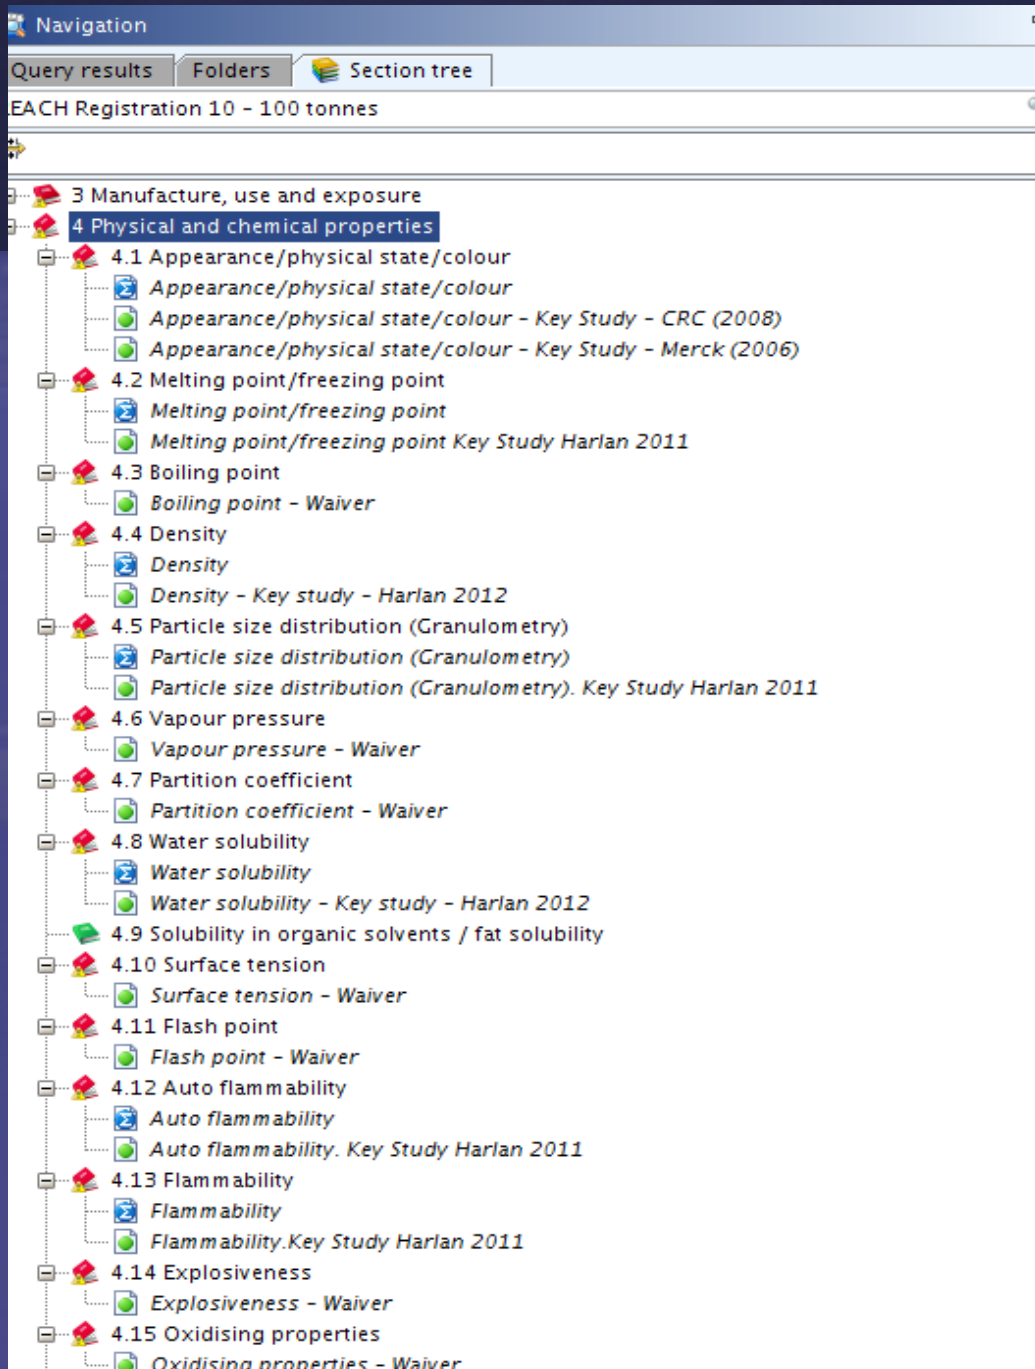 Navigation
Query results Folders Section tree
EACH Registration 10 - 100 tonnes
3 Manufacture, use and exposure
4 Physical and chemical properties
4.1 Appearance/physical state/colour
Appearance/physical state/colour
Appearance/physical state/colour - Key Study - CRC (2008)
Appearance/physical state/colour - Key Study - Merck (2006)
4.2 Melting point/freezing point
Melting point/freezing point
Melting point/freezing point Key Study Harlan 2011
4.3 Boiling point
Boiling point - Waiver
4.4 Density
Density
Density - Key study - Harlan 2012
4.5 Particle size distribution (Granulometry)
Particle size distribution (Granulometry)
Particle size distribution (Granulometry). Key Study Harlan 2011
4.6 Vapour pressure
Vapour pressure - Waiver
4.7 Partition coefficient
Partition coefficient - Waiver
4.8 Water solubility
Water solubility
Water solubility - Key study - Harlan 2012
4.9 Solubility in organic solvents / fat solubility
4.10 Surface tension
Surface tension - Waiver
4.11 Flash point
Flash point - Waiver
4.12 Auto flammability
Auto flammability
Auto flammability. Key Study Harlan 2011
4.13 Flammability
Flammability
Flammability.Key Study Harlan 2011
4.14 Explosiveness
Explosiveness - Waiver
4.15 Oxidising properties
Oxidising properties - Waiver